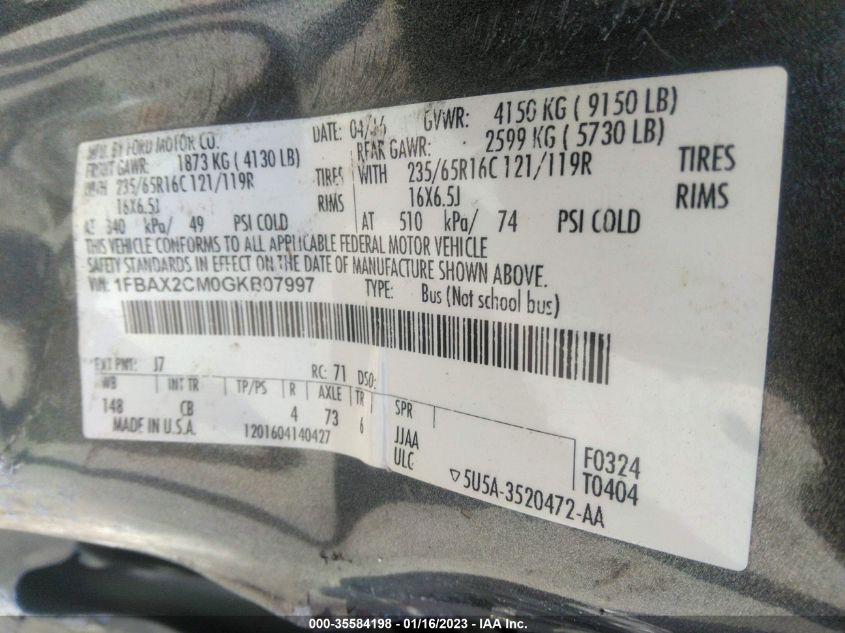 MFD. BY FORD MOTOR CO.
DATE: 04/16 GVWR: 4150 KG ( 9150 LB)
FRONT GAWR: 1873 KG ( 4130 LB) REAR GAWR: 2599 KG ( 5730 LB)
WITH 235/65R16C 121/119R TIRES WITH 235/65R16C 121/119R TIRES
16X6.5J RIMS 16X6.5J RIMS
AT 340 kPa/ 49 PSI COLD AT 510 kPa/ 74 PSI COLD
THIS VEHICLE CONFORMS TO ALL APPLICABLE FEDERAL MOTOR VEHICLE
SAFETY STANDARDS IN EFFECT ON THE DATE OF MANUFACTURE SHOWN ABOVE.
VIN: 1FBAX2CM0GKB07997 TYPE: Bus (Not school bus)
EXT PNT: J7 RC: 71 DSO:
WB INT TR TP/PS R AXLE TR SPR
148 CB 4 73 6 JJAA
MADE IN U.S.A. 1201604140427 ULC
F0324
T0404
▽5U5A-3520472-AA
000-35584198 - 01/16/2023 - IAA Inc.